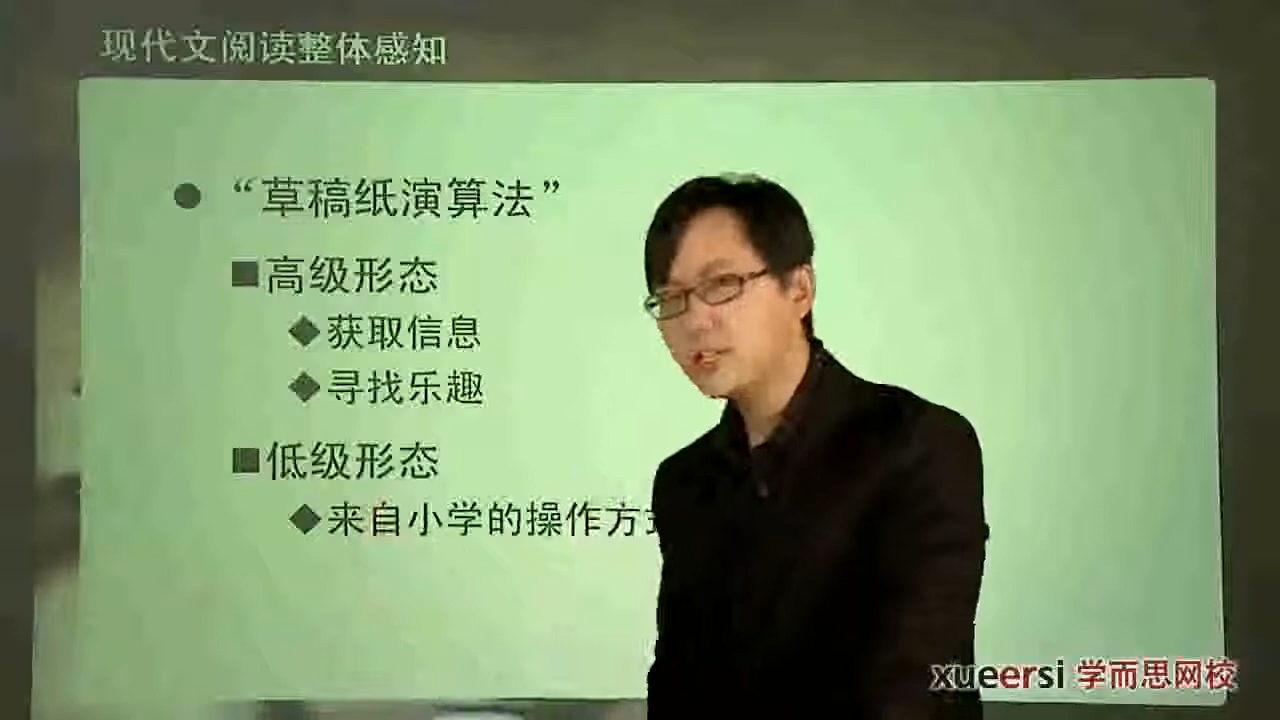 现代文阅读整体感知
● “草稿纸演算法”
■高级形态
◆获取信息
◆寻找乐趣
■低级形态
◆来自小学的操作方式
xueersi 学而思网校